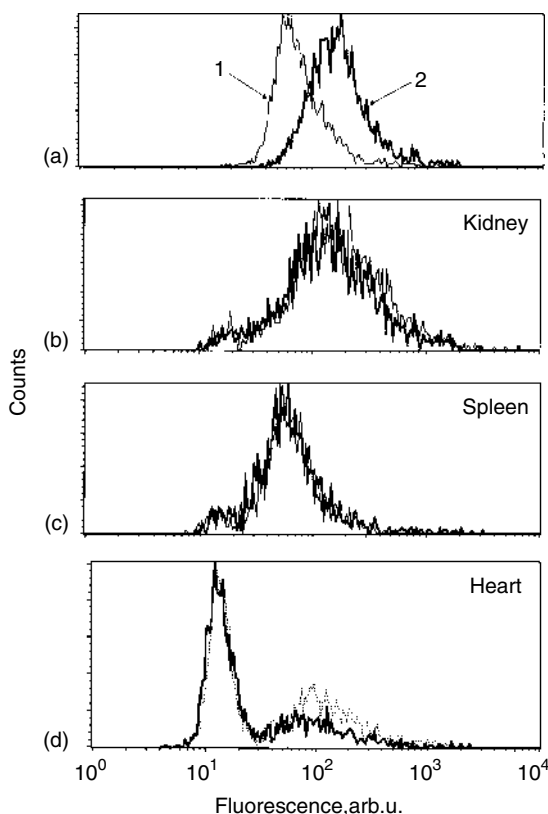 1
2
(a)
Kidney
(b)
Counts
Spleen
(c)
Heart
(d)
10⁰ 10¹ 10² 10³ 10⁴
Fluorescence,arb.u.